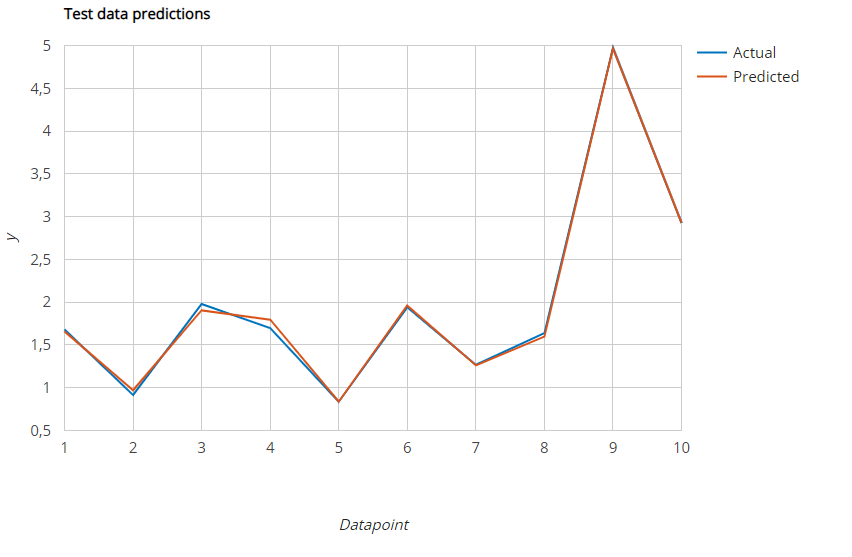 Test data predictions
5
4,5
4
3,5
3
2,5
2
1,5
1
0,5
y
1 2 3 4 5 6 7 8 9 10
Datapoint
Actual
Predicted